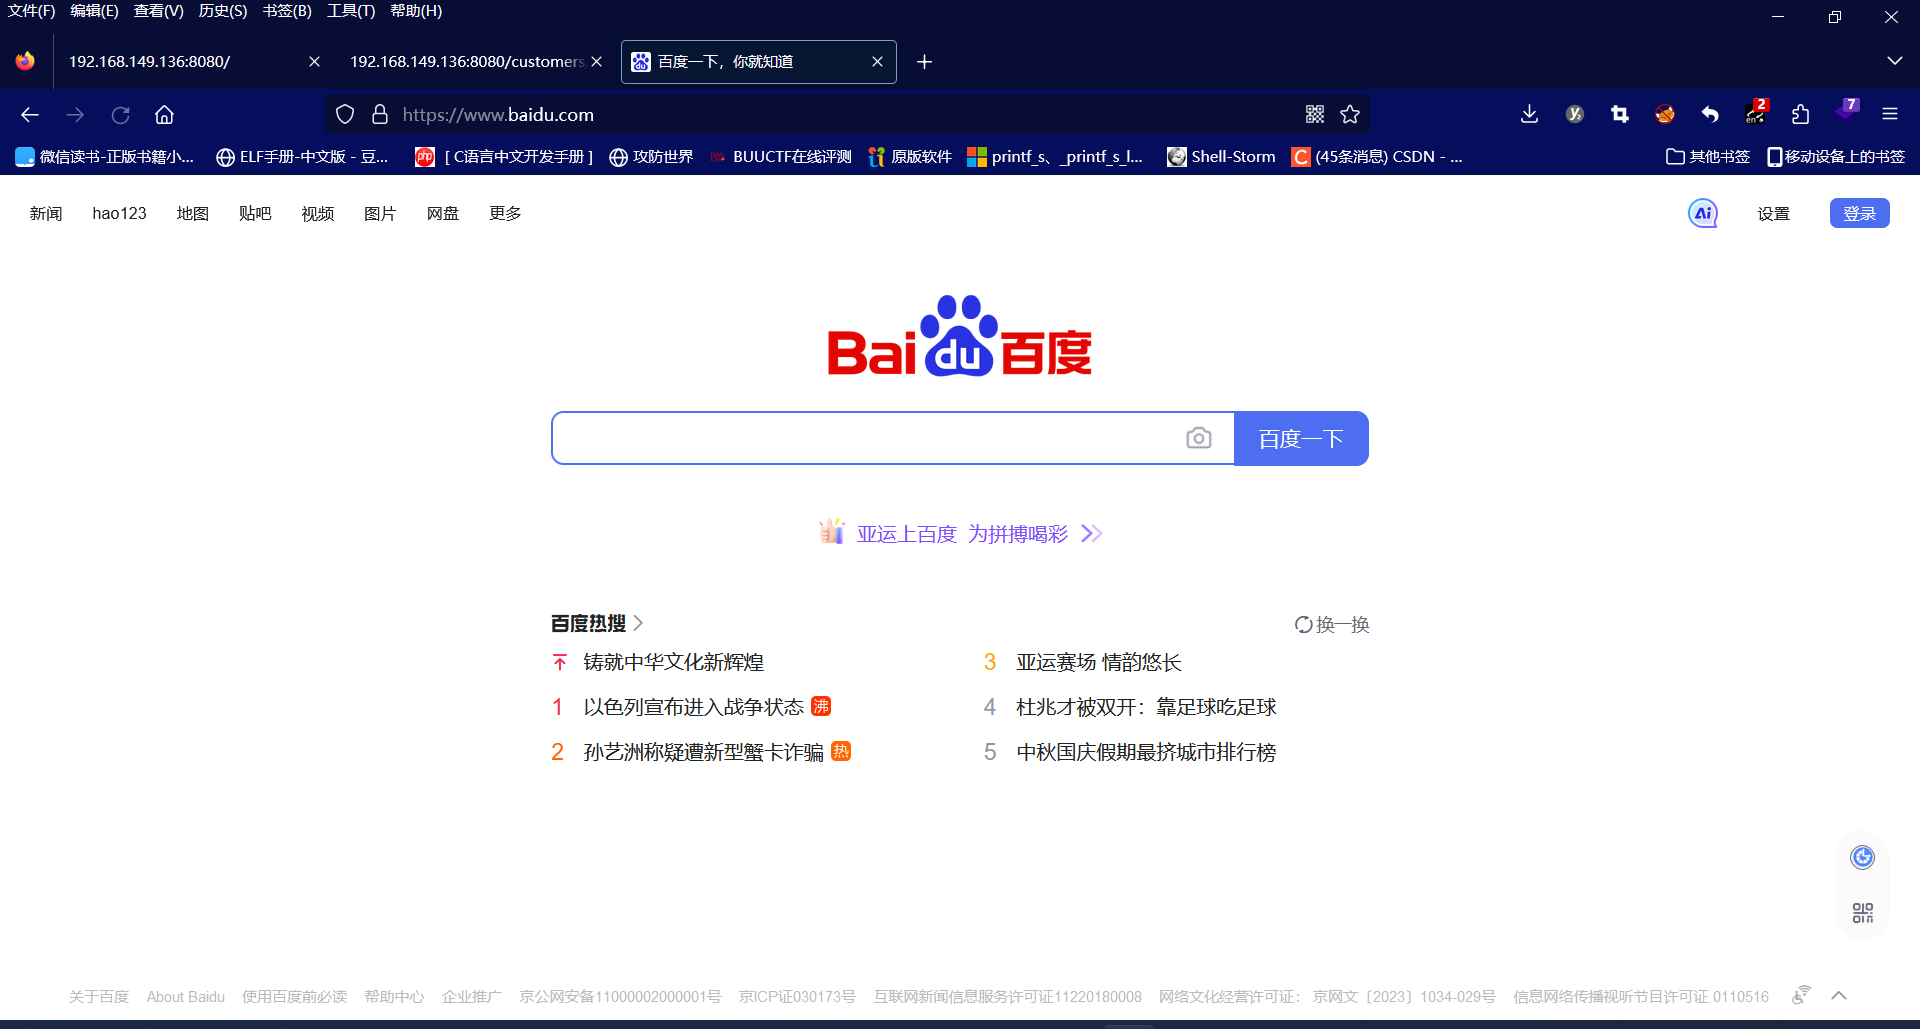 文件(F) 编辑(E) 查看(V) 历史(S) 书签(B) 工具(T) 帮助(H)
192.168.149.136:8080/ 192.168.149.136:8080/customers 百度一下，你就知道
https://www.baidu.com
y2 2 en 7
微信读书-正版书籍小... ELF手册-中文版 - 豆... php [ C语言中文开发手册 ] 攻防世界 BUUCTF在线评测 原版软件 printf_s、_printf_s_l... Shell-Storm C (45条消息) CSDN - ... 其他书签 移动设备上的书签
新闻 hao123 地图 贴吧 视频 图片 网盘 更多 Ai 设置 登录
Bai du 百度
百度一下
亚运上百度 为拼搏喝彩
百度热搜 换一换
铸就中华文化新辉煌
1 以色列宣布进入战争状态 沸
2 孙艺洲称疑遭新型蟹卡诈骗 热
3 亚运赛场 情韵悠长
4 杜兆才被双开：靠足球吃足球
5 中秋国庆假期最挤城市排行榜
关于百度 About Baidu 使用百度前必读 帮助中心 企业推广 京公网安备11000002000001号 京ICP证030173号 互联网新闻信息服务许可证11220180008 网络文化经营许可证： 京网文〔2023〕1034-029号 信息网络传播视听节目许可证 0110516